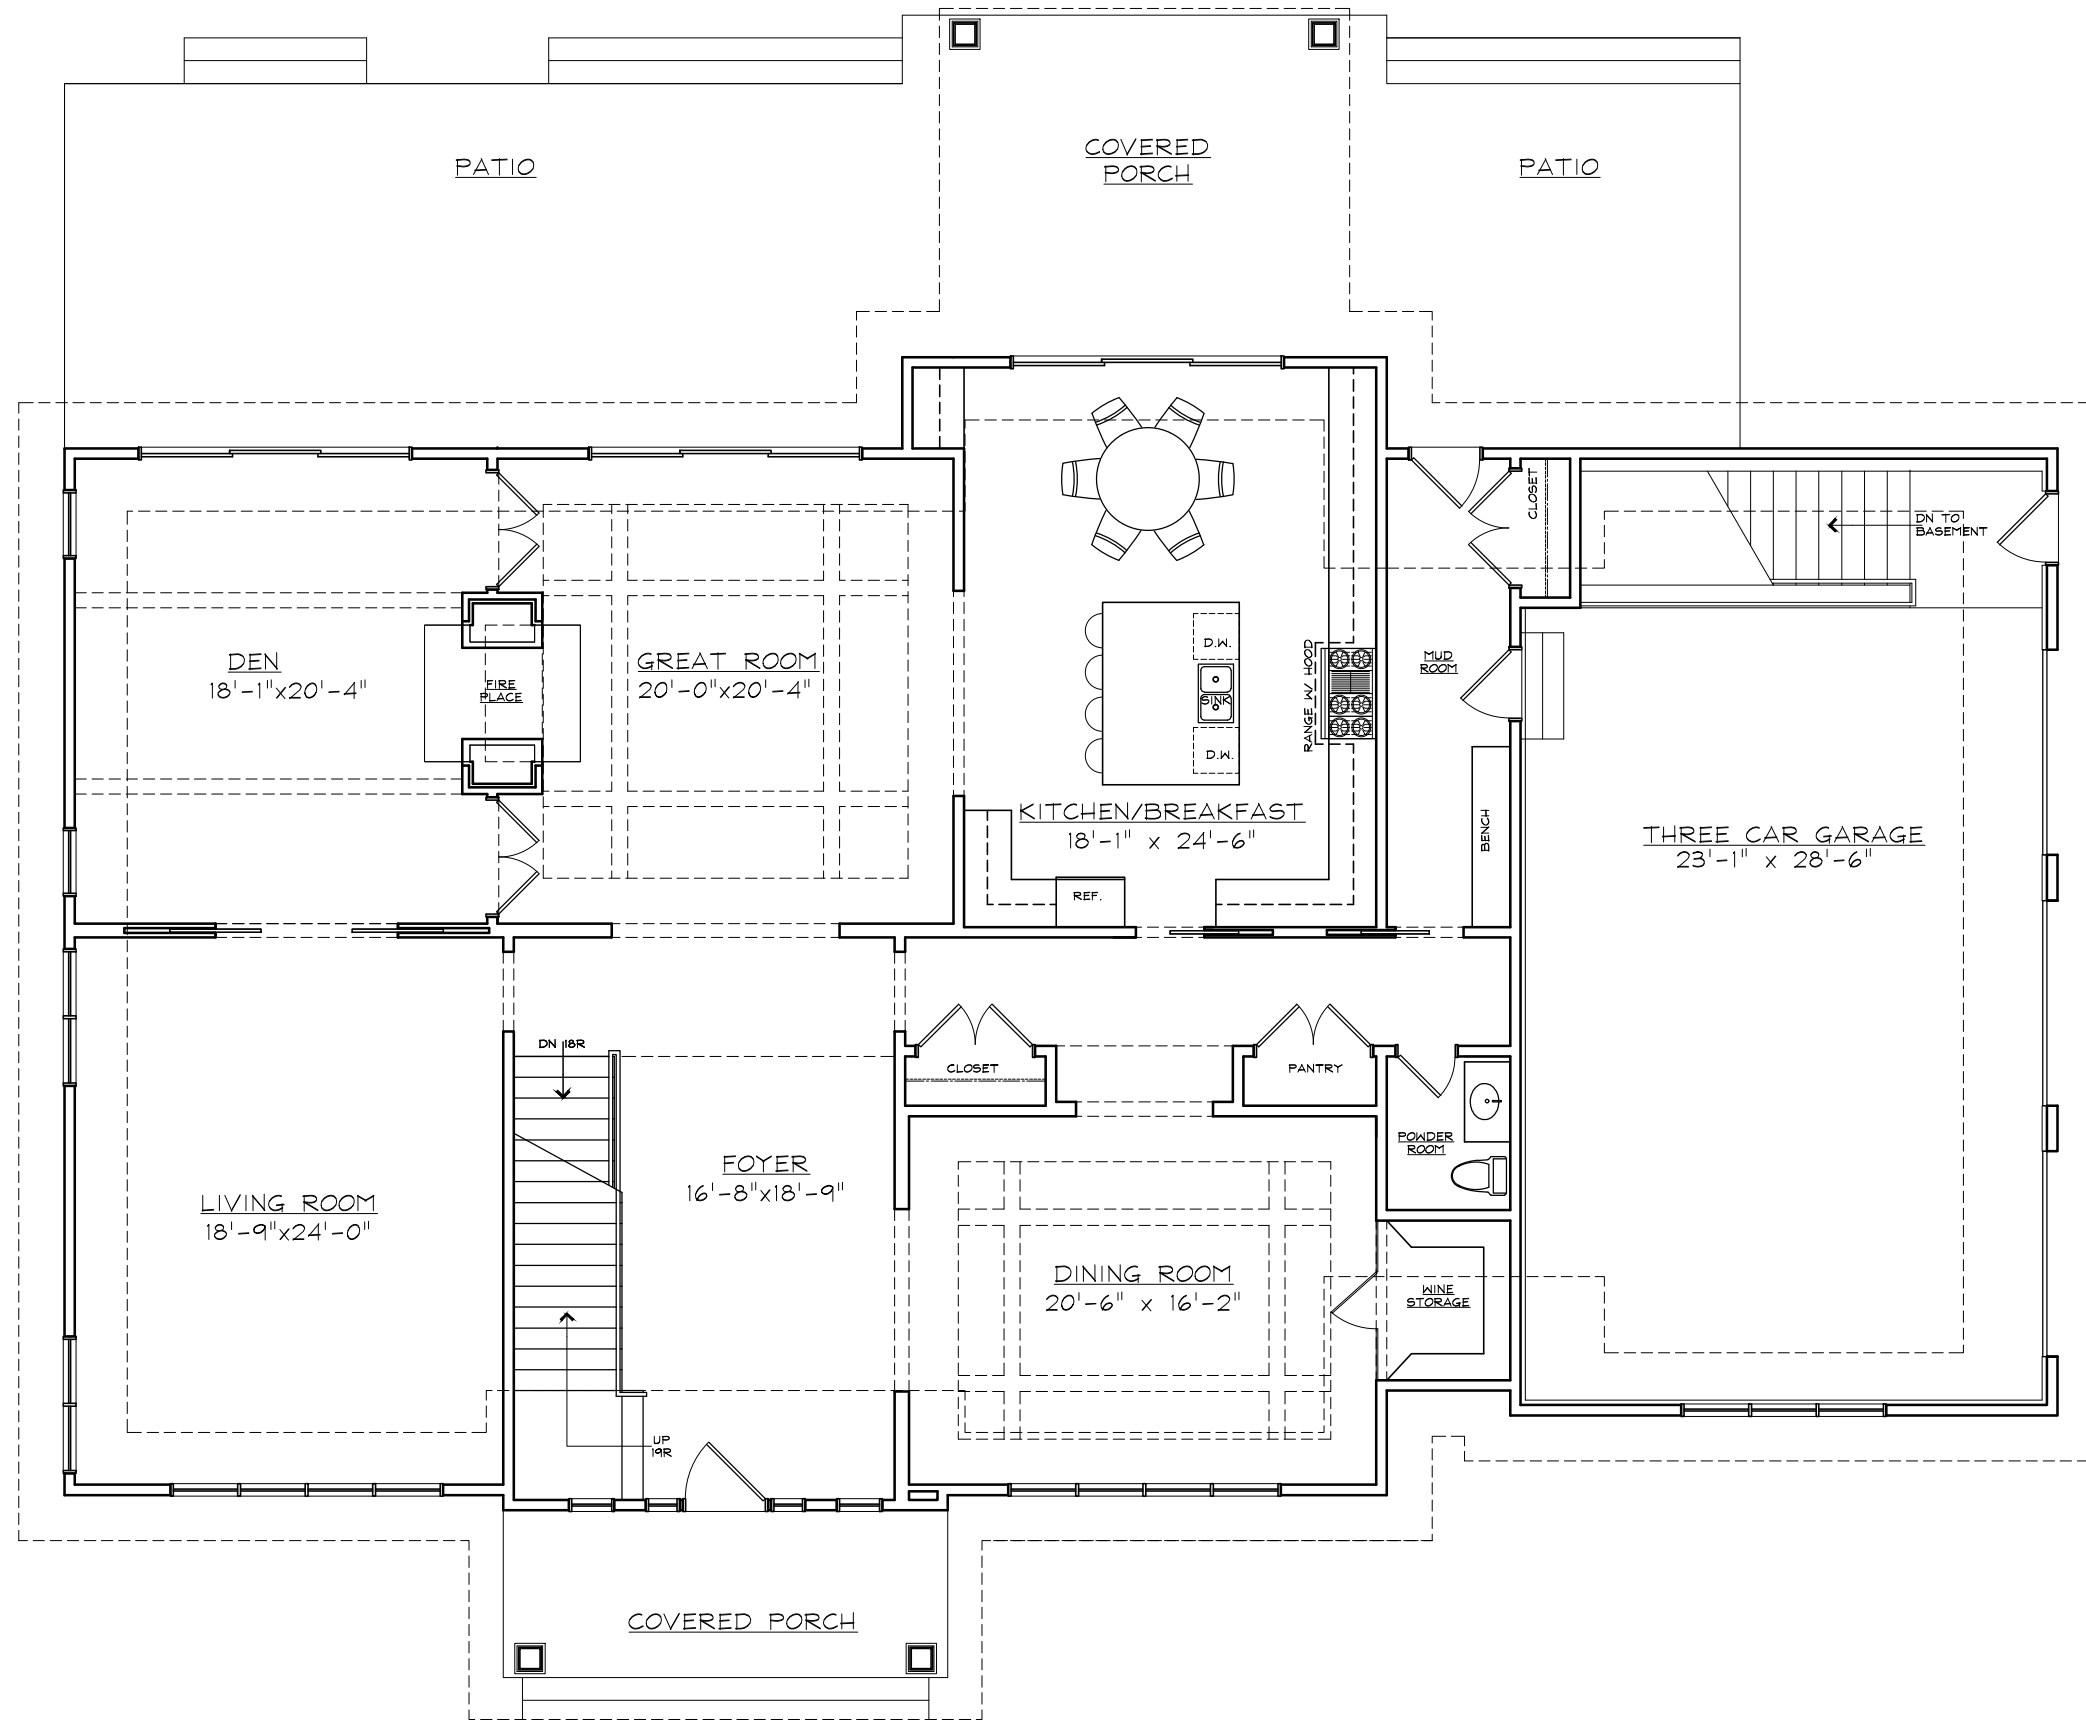 PATIO
COVERED
PORCH
PATIO
CLOSET
DN TO
BASEMENT
DEN
18'-1"x20'-4"
FIRE
PLACE
GREAT ROOM
20'-0"x20'-4"
D.W.
SINK
D.W.
RANGE W/ HOOD
MUD
ROOM
KITCHEN/BREAKFAST
18'-1" x 24'-6"
BENCH
THREE CAR GARAGE
23'-1" x 28'-6"
REF.
DN 18R
CLOSET
PANTRY
POWDER
ROOM
FOYER
16'-8"x18'-9"
LIVING ROOM
18'-9"x24'-0"
DINING ROOM
20'-6" x 16'-2"
WINE
STORAGE
UP
19R
COVERED PORCH